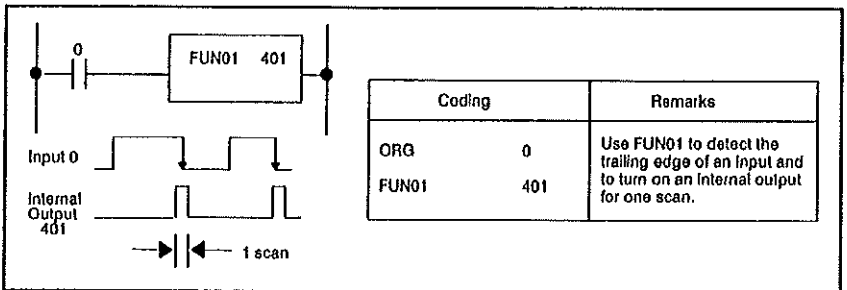 0
FUN01 401
Input 0
Internal
Output
401
1 scan
Coding Remarks
ORG 0
FUN01 401
Use FUN01 to detect the
trailing edge of an input and
to turn on an internal output
for one scan.